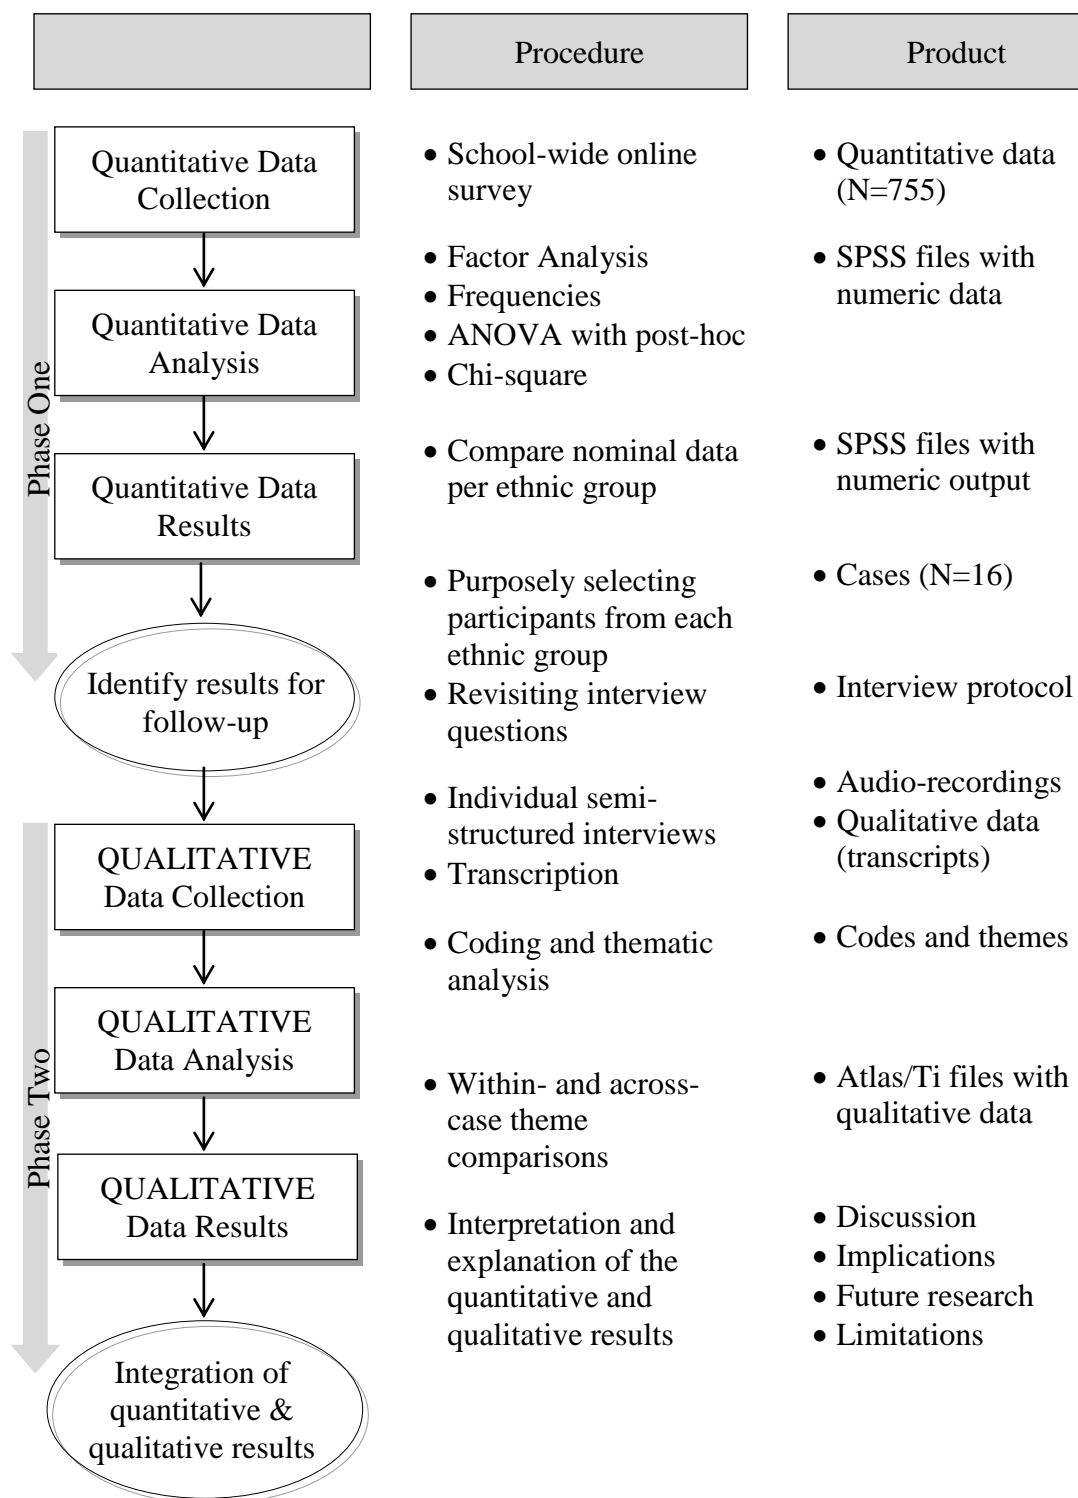 Procedure
Product
Phase One
Quantitative Data
Collection
• School-wide online
survey
• Quantitative data
(N=755)
Quantitative Data
Analysis
• Factor Analysis
• Frequencies
• ANOVA with post-hoc
• Chi-square
• SPSS files with
numeric data
Quantitative Data
Results
• Compare nominal data
per ethnic group
• SPSS files with
numeric output
Identify results for
follow-up
• Purposely selecting
participants from each
ethnic group
• Revisiting interview
questions
• Cases (N=16)
• Interview protocol
Phase Two
QUALITATIVE
Data Collection
• Individual semi-
structured interviews
• Transcription
• Audio-recordings
• Qualitative data
(transcripts)
QUALITATIVE
Data Analysis
• Coding and thematic
analysis
• Codes and themes
QUALITATIVE
Data Results
• Within- and across-
case theme
comparisons
• Atlas/Ti files with
qualitative data
Integration of
quantitative &
qualitative results
• Interpretation and
explanation of the
quantitative and
qualitative results
• Discussion
• Implications
• Future research
• Limitations